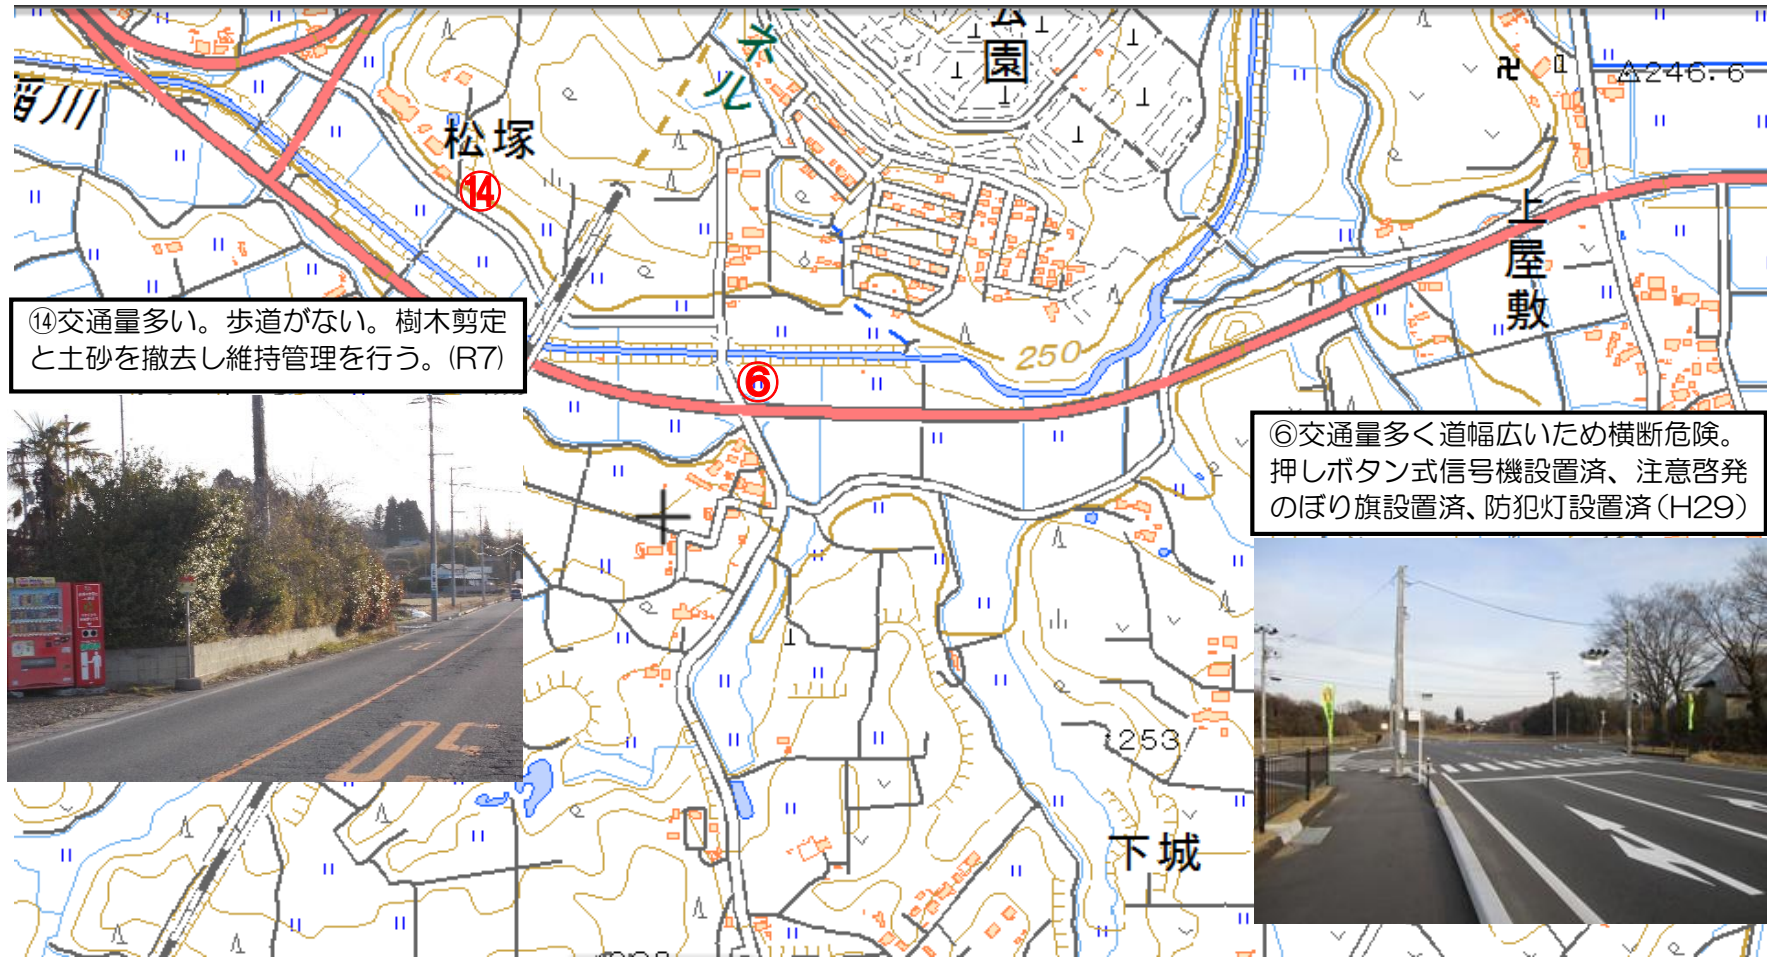 公園
ネル
稲川
松塚
⑭
246.6
上屋敷
⑭交通量多い。歩道がない。樹木剪定
と土砂を撤去し維持管理を行う。(R7)
250
⑥
⑥交通量多く道幅広いため横断危険。
押しボタン式信号機設置済、注意啓発
のぼり旗設置済、防犯灯設置済(H29)
253
下城